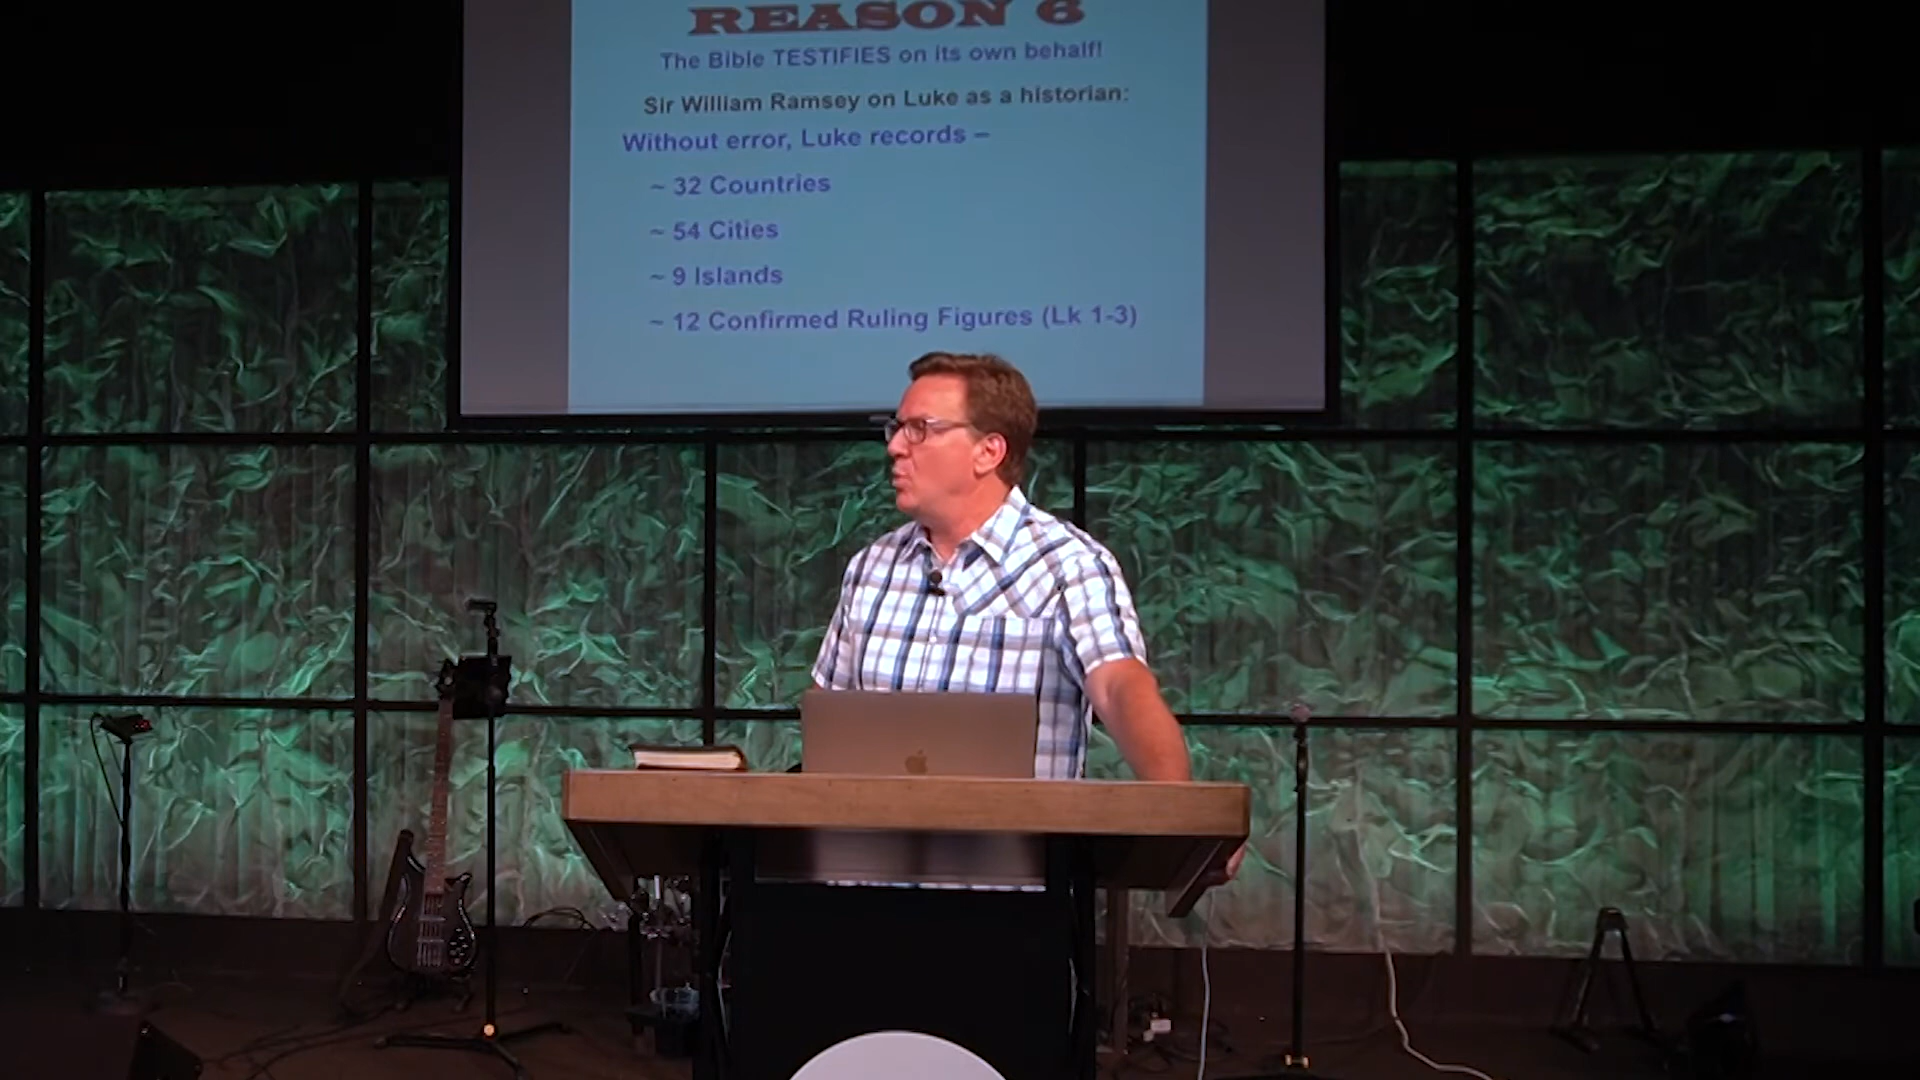 REASON 6
The Bible TESTIFIES on its own behalf!
Sir William Ramsey on Luke as a historian:
Without error, Luke records –
~ 32 Countries
~ 54 Cities
~ 9 Islands
~ 12 Confirmed Ruling Figures (Lk 1-3)